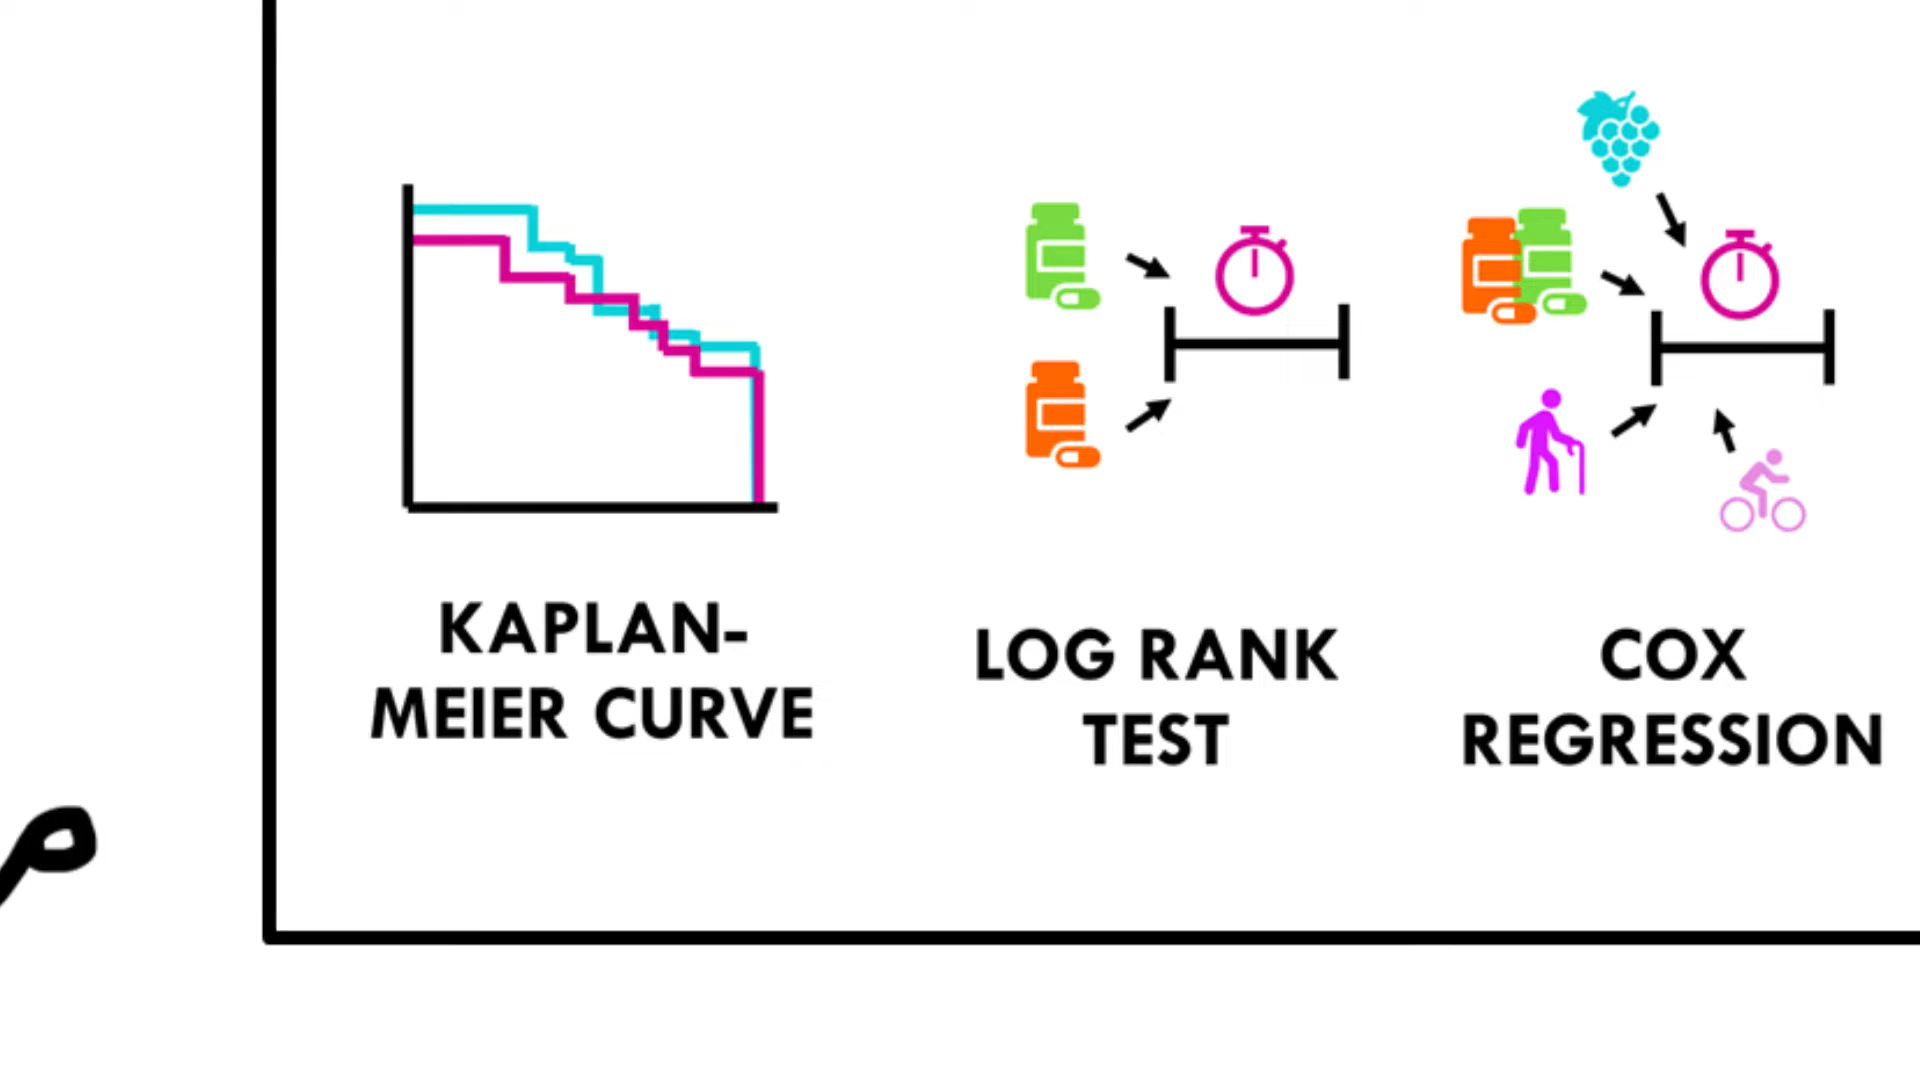 KAPLAN-
MEIER CURVE
LOG RANK
TEST
COX
REGRESSION